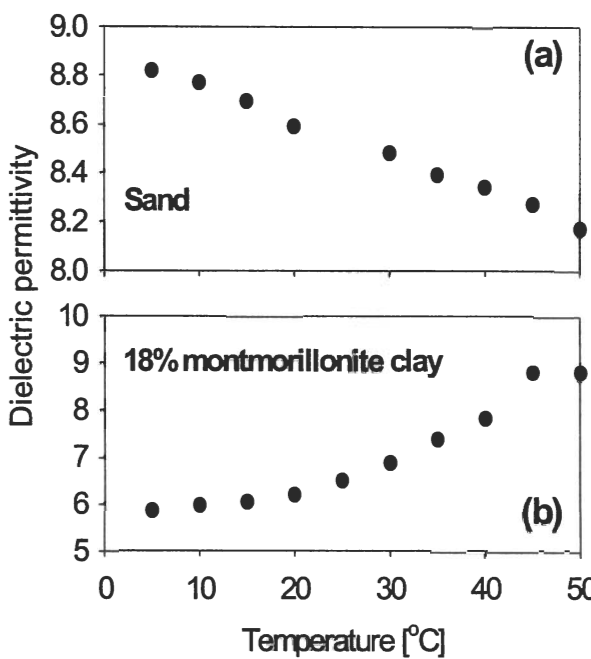 9.0
(a)
8.8
8.6
8.4
Sand
8.2
8.0
Dielectric permittivity
10
18% montmorillonite clay
9
8
7
6
(b)
5
0 10 20 30 40 50
Temperature [°C]